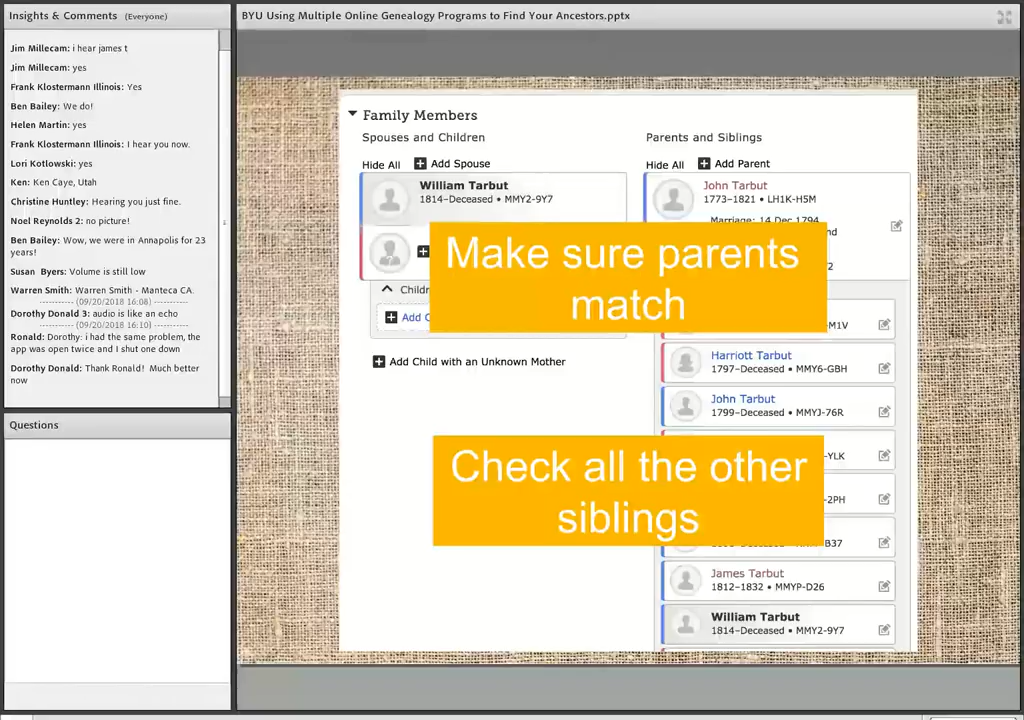 Insights & Comments (Everyone)
Jim Millecam: i hear james t
Jim Millecam: yes
Frank Klostermann Illinois: Yes
Ben Bailey: We do!
Helen Martin: yes
Frank Klostermann Illinois: I hear you now.
Lori Kotlowski: yes
Ken: Ken Caye, Utah
Christine Huntley: Hearing you just fine.
Noel Reynolds 2: no picture!
Ben Bailey: Wow, we were in Annapolis for 23
years!
Susan Byers: Volume is still low
Warren Smith: Warren Smith - Manteca CA.
----------- (09/20/2018 16:08) -----------
Dorothy Donald 3: audio is like an echo
----------- (09/20/2018 16:10) -----------
Ronald: Dorothy: i had the same problem, the
app was open twice and I shut one down
Dorothy Donald: Thank Ronald! Much better
now
Questions
BYU Using Multiple Online Genealogy Programs to Find Your Ancestors.pptx
Family Members
Spouses and Children
Hide All Add Spouse
William Tarbut
1814-Deceased • MMY2-9Y7
Add Child with an Unknown Mother
Parents and Siblings
Hide All Add Parent
John Tarbut
1773-1821 • LH1K-H5M
Marriage: 14 Dec 1794
Make sure parents
match
M1V
Harriott Tarbut
1797-Deceased • MMY6-GBH
John Tarbut
1799-Deceased • MMYJ-76R
-YLK
Check all the other
siblings
-2PH
B37
James Tarbut
1812-1832 • MMYP-D26
William Tarbut
1814-Deceased • MMY2-9Y7